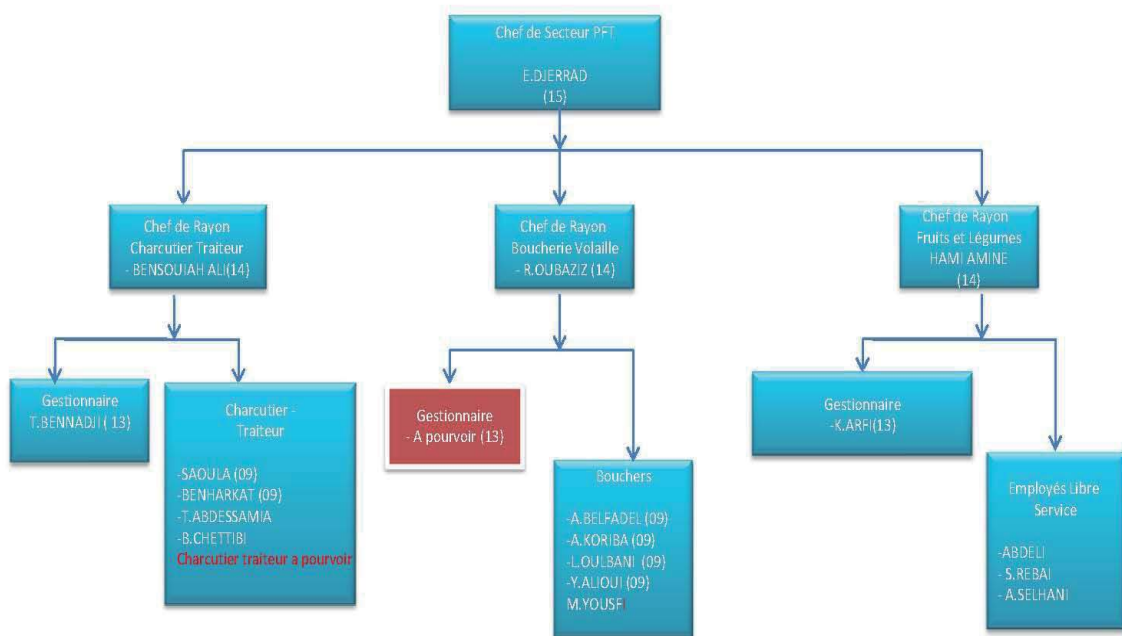 Chef de Secteur PFT
E.DJERRAD
(15)
Chef de Rayon
Charcutier Traiteur
- BENSOUIAH ALI(14)
Chef de Rayon
Boucherie Volaille
- R.OUBAZIZ (14)
Chef de Rayon
Fruits et Légumes
HAMI AMINE
(14)
Gestionnaire
T.BENNADJI ( 13)
Charcutier -
Traiteur
-SAOULA (09)
-BENHARKAT (09)
-T.ABDESSAMIA
-B.CHETTIBI
Charcutier traiteur a pourvoir
Gestionnaire
- A pourvoir (13)
Bouchers
-A.BELFADEL (09)
-A.KORIBA (09)
-L.OULBANI (09)
-Y.ALIOUI (09)
M.YOUSFI
Gestionnaire
-K.ARFI(13)
Employés Libre
Service
-ABDELI
- S.REBAI
- A.SELHANI